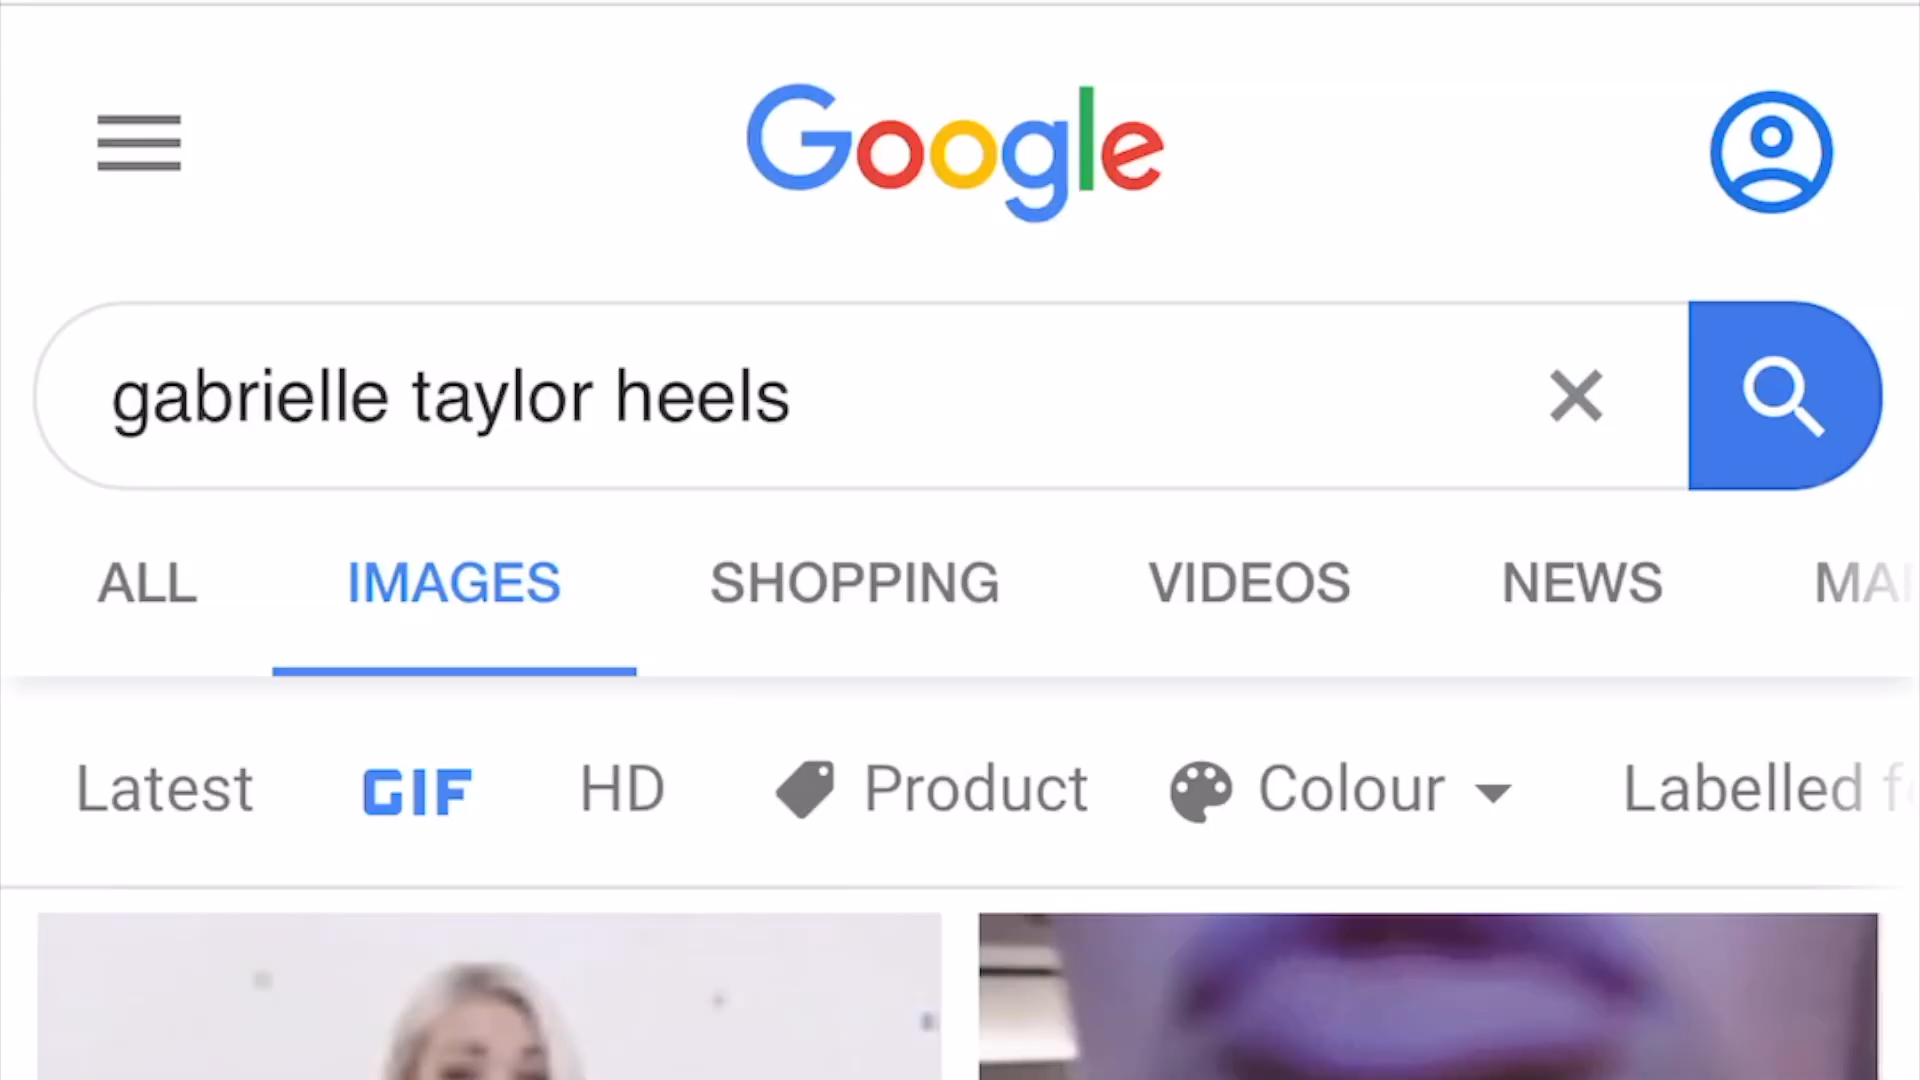 Google
gabrielle taylor heels
ALL IMAGES SHOPPING VIDEOS NEWS
Latest GIF HD Product Colour Labelled